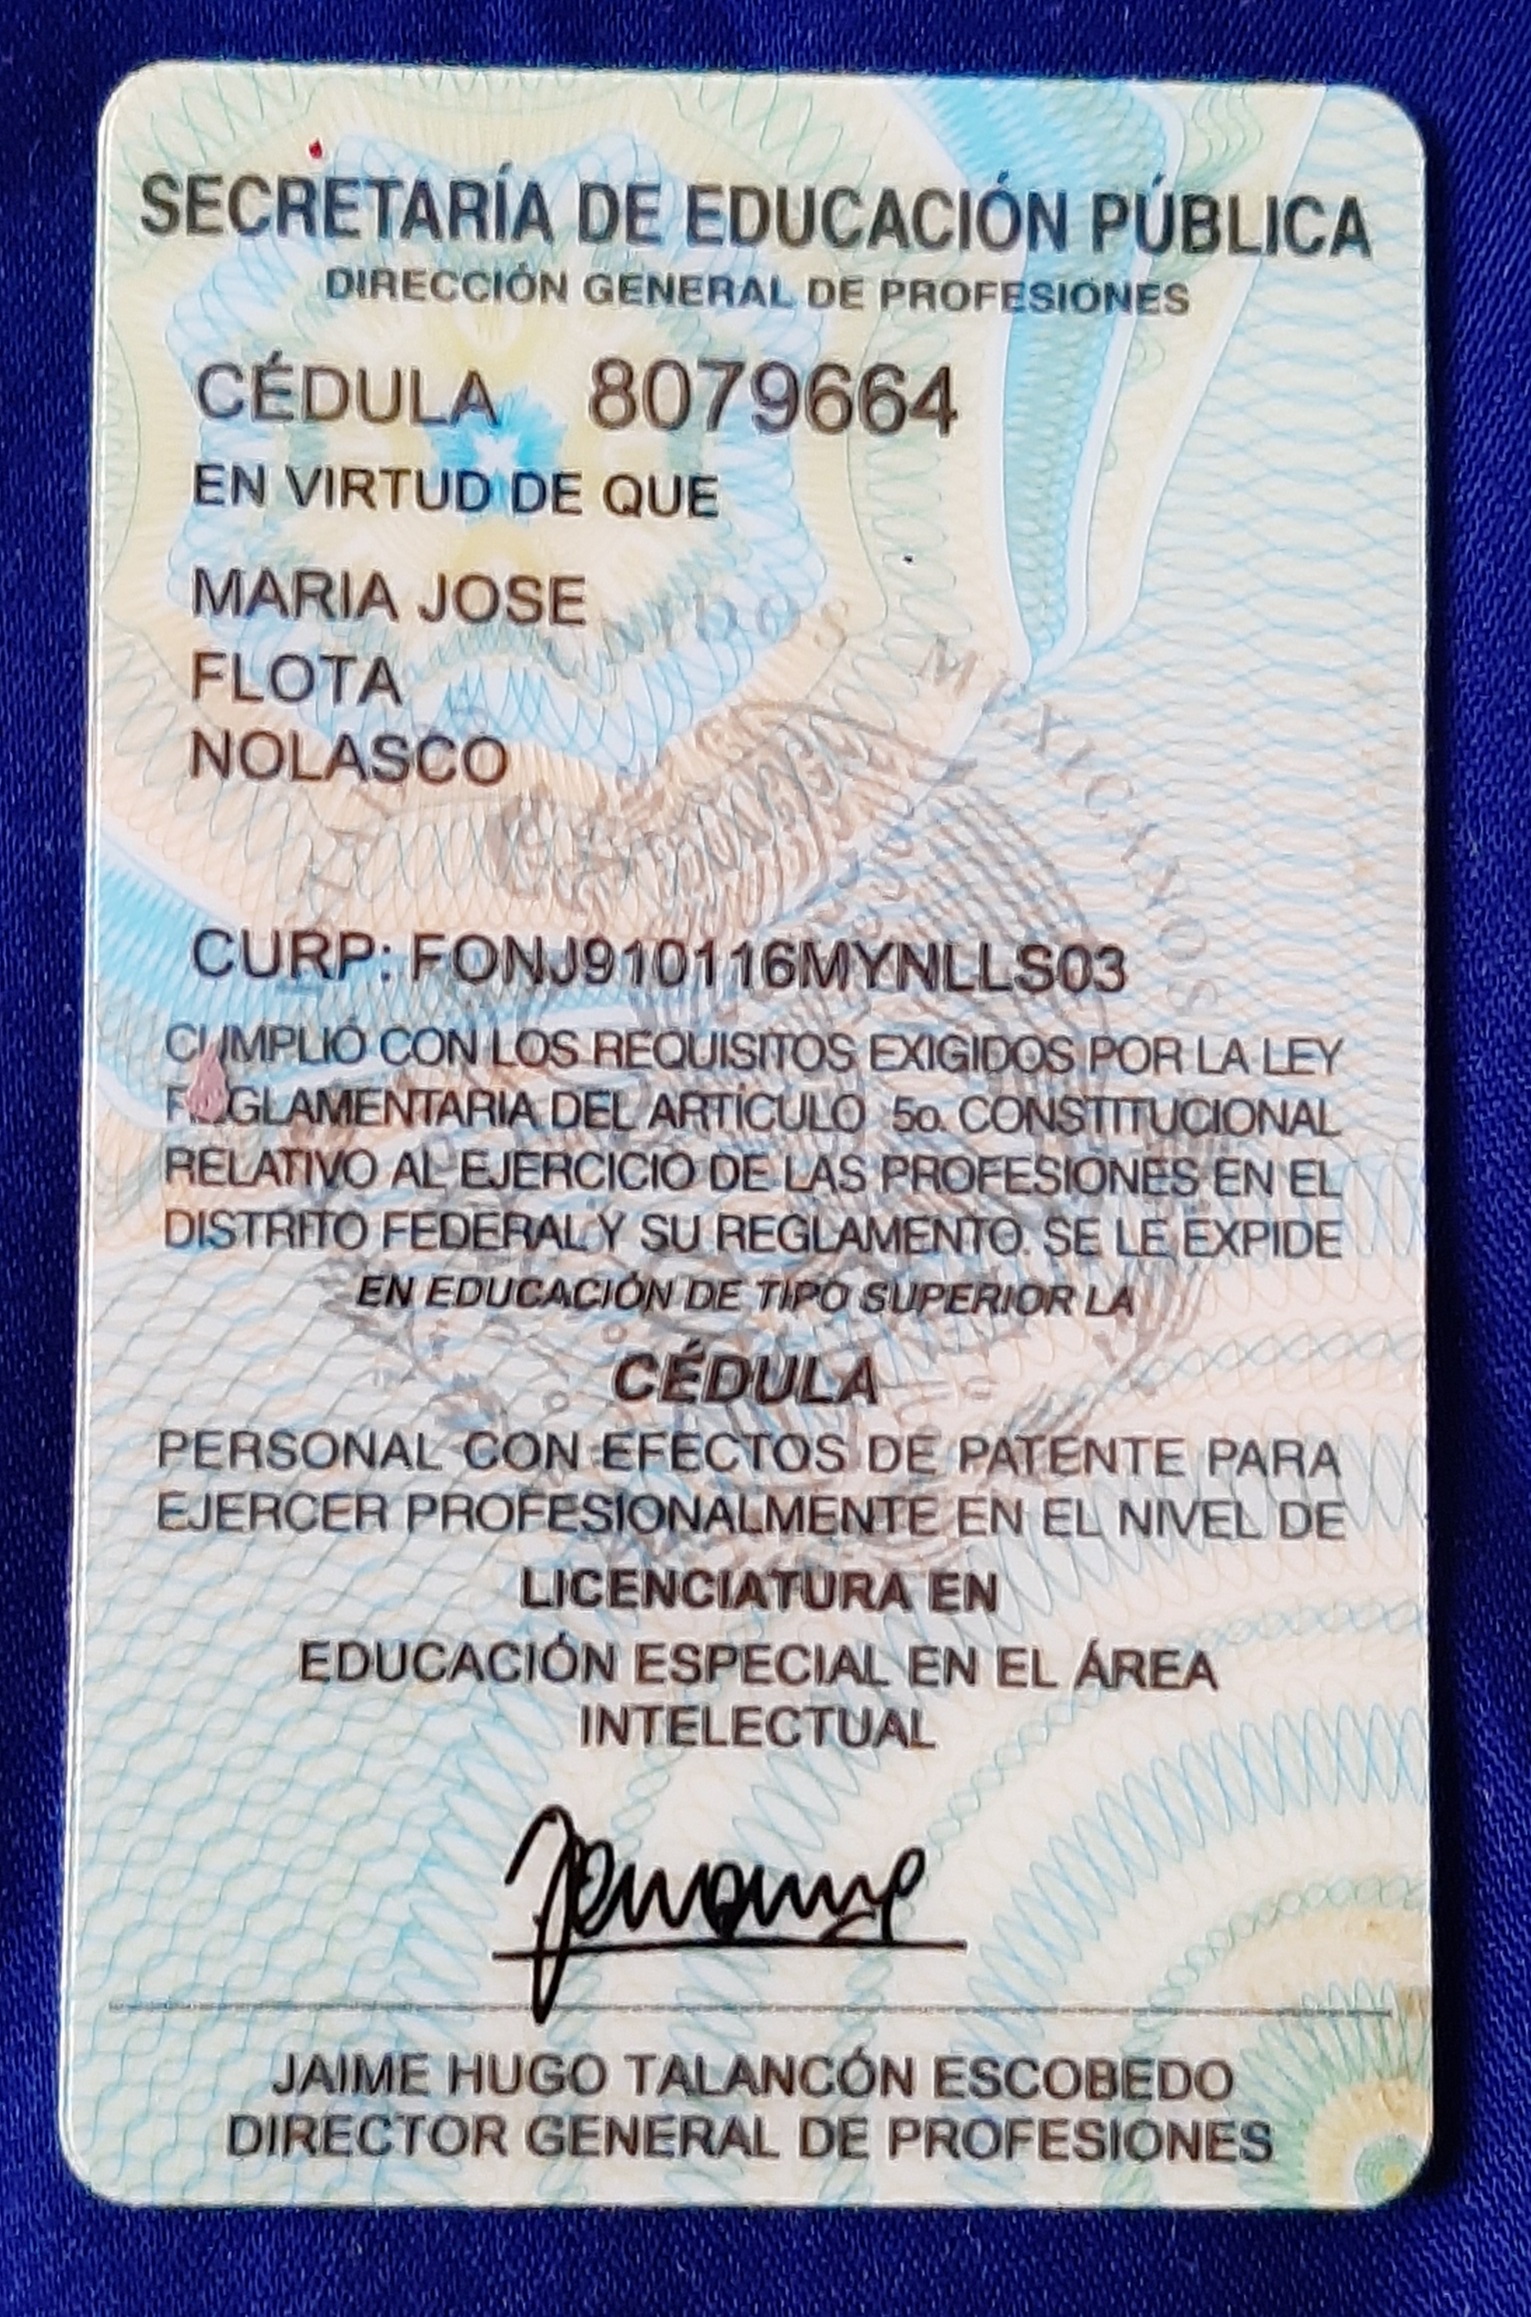 SECRETARÍA DE EDUCACIÓN PÚBLICA
DIRECCIÓN GENERAL DE PROFESIONES
CÉDULA 8079664
EN VIRTUD DE QUE
MARIA JOSE
FLOTA
NOLASCO
UNIDOS MEXICANOS
CURP: FONJ910116MYNLLS03
CUMPLIÓ CON LOS REQUISITOS EXIGIDOS POR LA LEY
REGLAMENTARIA DEL ARTÍCULO 5o. CONSTITUCIONAL
RELATIVO AL EJERCICIO DE LAS PROFESIONES EN EL
DISTRITO FEDERAL Y SU REGLAMENTO. SE LE EXPIDE
EN EDUCACIÓN DE TIPO SUPERIOR LA
CÉDULA
PERSONAL CON EFECTOS DE PATENTE PARA
EJERCER PROFESIONALMENTE EN EL NIVEL DE
LICENCIATURA EN
EDUCACIÓN ESPECIAL EN EL ÁREA
INTELECTUAL
JAIME HUGO TALANCÓN ESCOBEDO
DIRECTOR GENERAL DE PROFESIONES